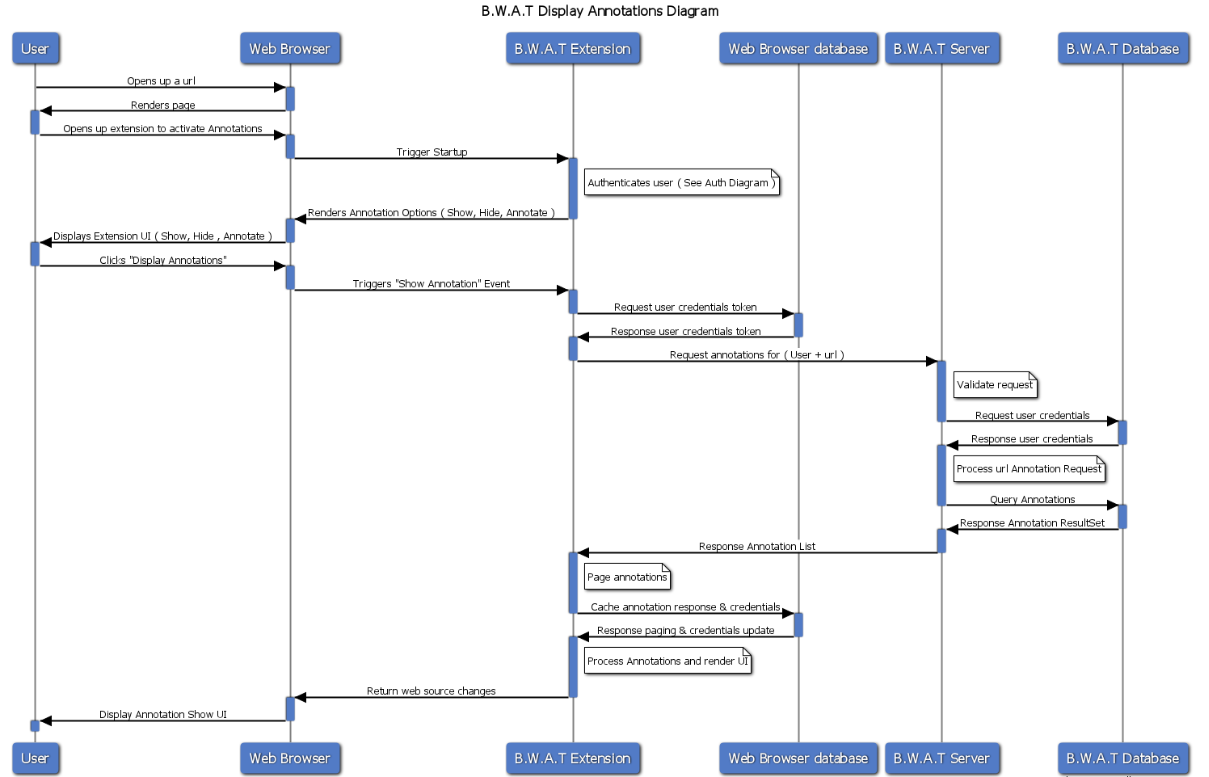 B.W.A.T Display Annotations Diagram
User
Web Browser
B.W.A.T Extension
Web Browser database
B.W.A.T Server
B.W.A.T Database
Opens up a url
Renders page
Opens up extension to activate Annotations
Trigger Startup
Authenticates user ( See Auth Diagram )
Renders Annotation Options ( Show, Hide, Annotate )
Displays Extension UI ( Show, Hide , Annotate )
Clicks "Display Annotations"
Triggers "Show Annotation" Event
Request user credentials token
Response user credentials token
Request annotations for ( User + url )
Validate request
Request user credentials
Response user credentials
Process url Annotation Request
Query Annotations
Response Annotation ResultSet
Response Annotation List
Page annotations
Cache annotation response & credentials
Response paging & credentials update
Process Annotations and render UI
Return web source changes
Display Annotation Show UI
User
Web Browser
B.W.A.T Extension
Web Browser database
B.W.A.T Server
B.W.A.T Database